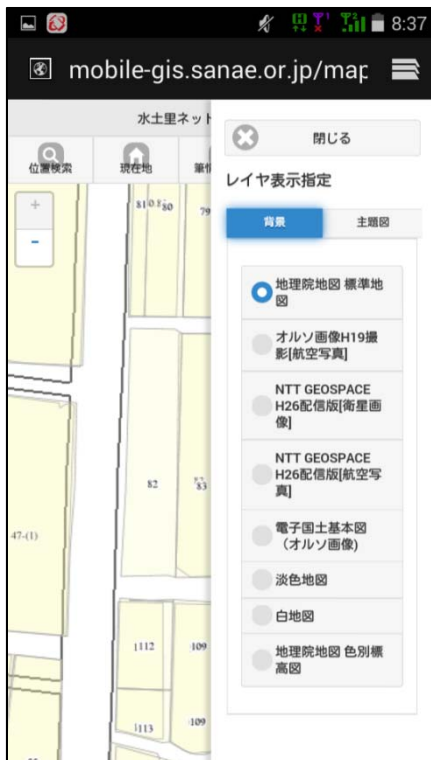 8:37
mobile-gis.sanae.or.jp/map
水土里ネット
位置検索
現在地
閉じる
レイヤ表示指定
背景
主題図
地理院地図 標準地
図
オルソ画像H19撮
影[航空写真]
NTT GEOSPACE
H26配信版[衛星画
像]
NTT GEOSPACE
H26配信版[航空写
真]
電子国土基本図
(オルソ画像)
淡色地図
白地図
地理院地図 色別標
高図
79
82
83
47-(1)
1112
109
1113
109